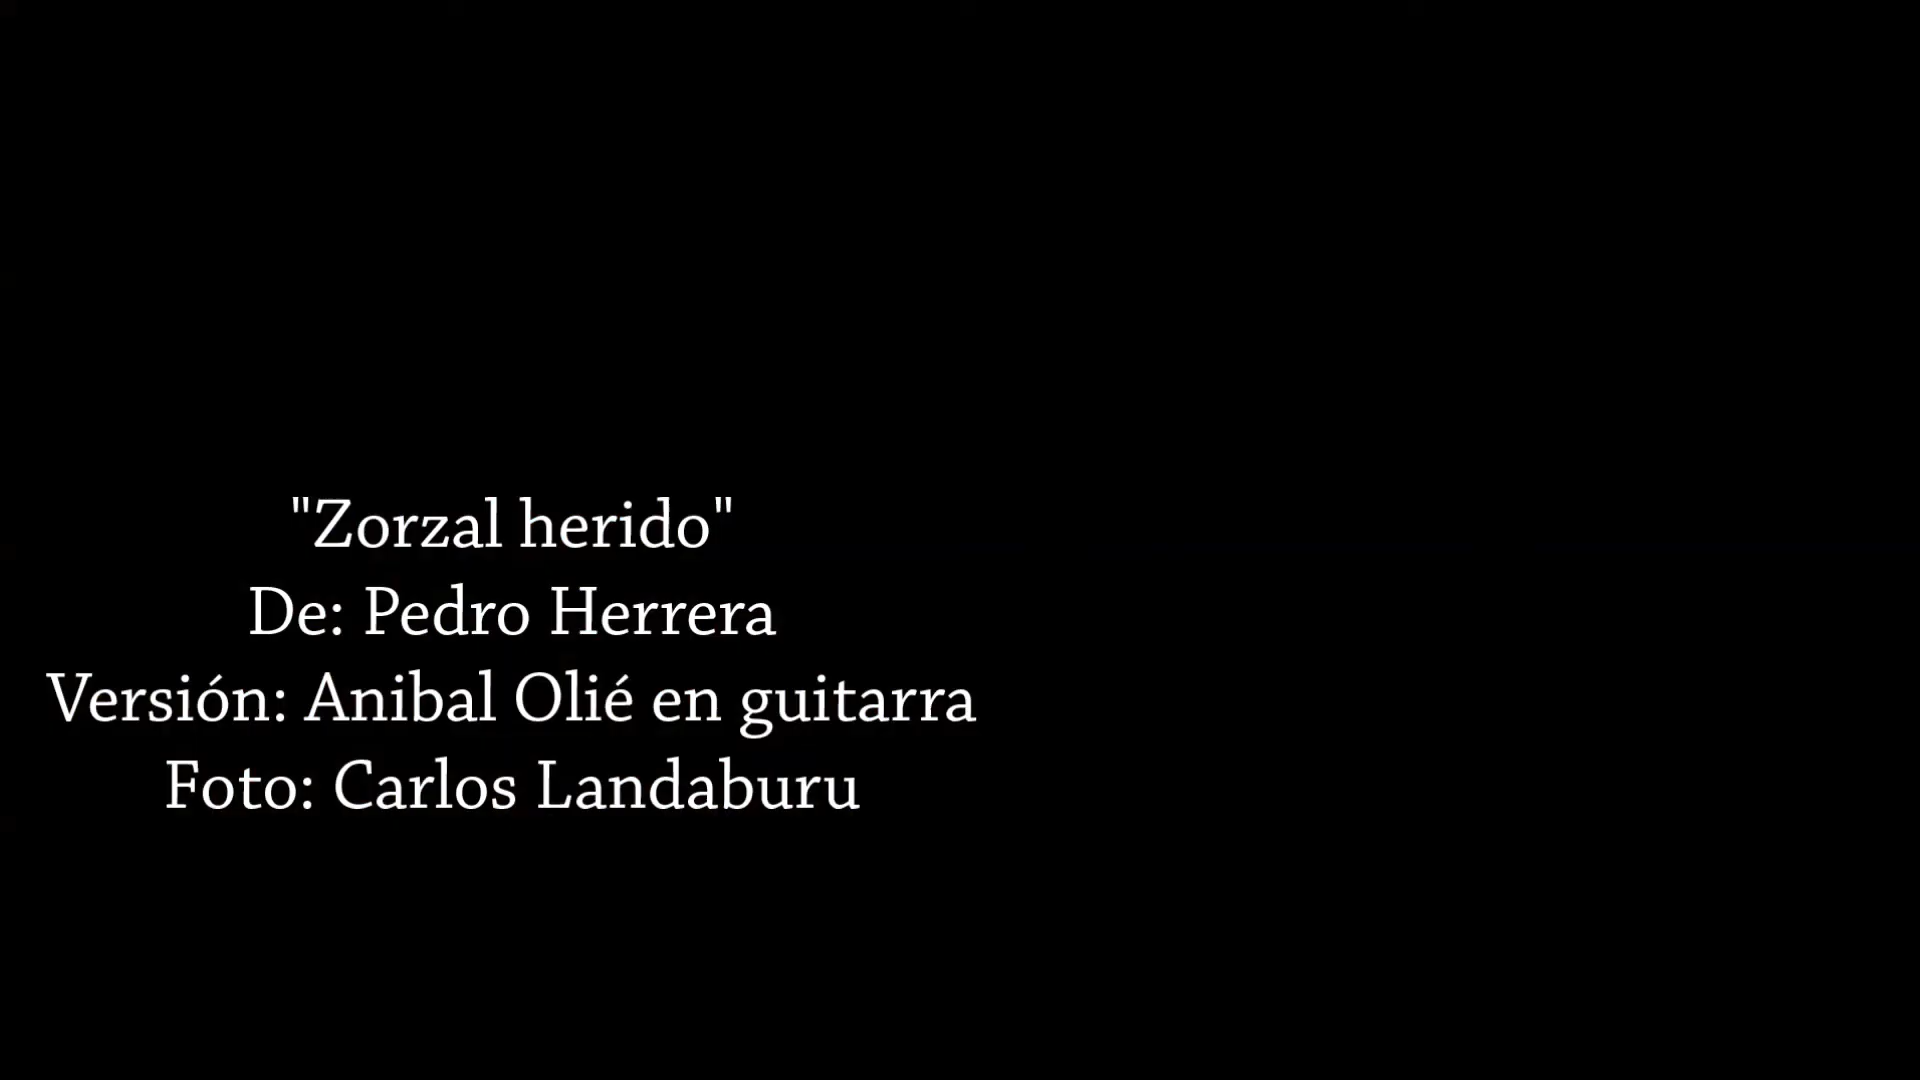 "Zorzal herido"
De: Pedro Herrera
Versión: Anibal Olié en guitarra
Foto: Carlos Landaburu